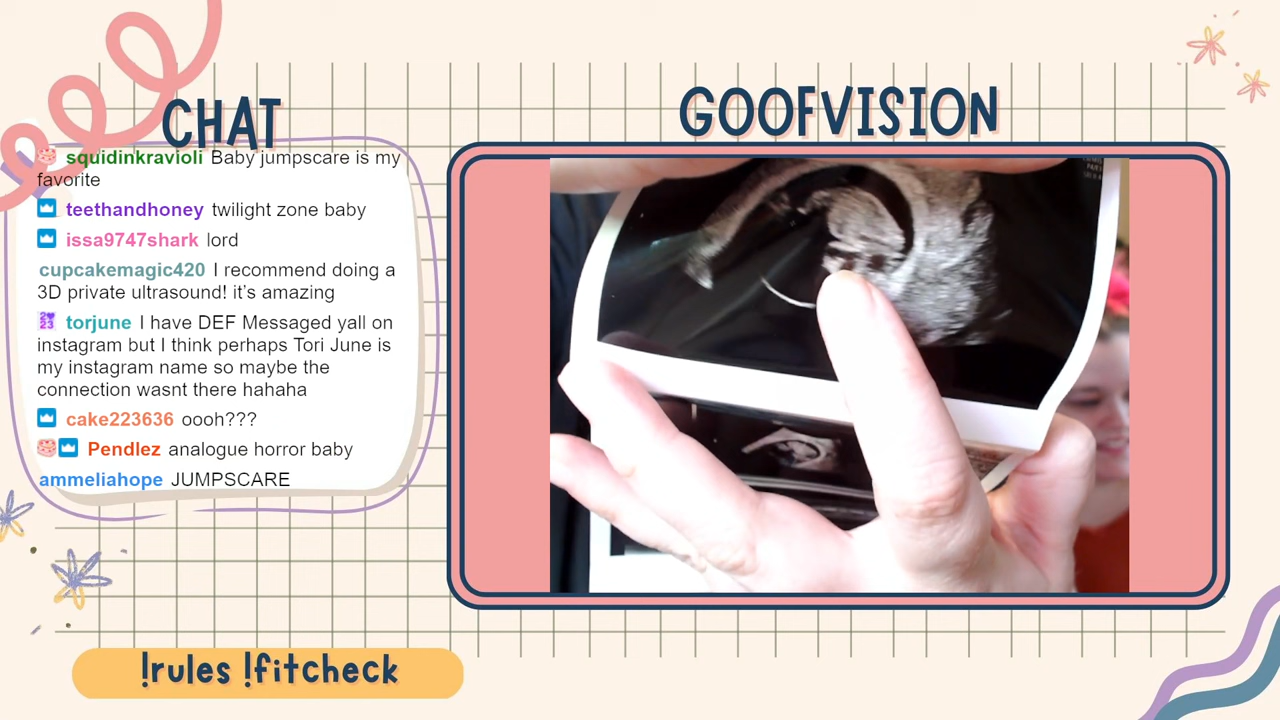 CHAT
GOOFVISION
squidinkravioli Baby jumpscare is my
favorite
teethandhoney twilight zone baby
issa9747shark lord
cupcakemagic420 I recommend doing a
3D private ultrasound! it's amazing
2 23 torjune I have DEF Messaged yall on
instagram but I think perhaps Tori June is
my instagram name so maybe the
connection wasnt there hahaha
cake223636 oooh???
Pendlez analogue horror baby
ammeliahope JUMPSCARE
!rules !fitcheck